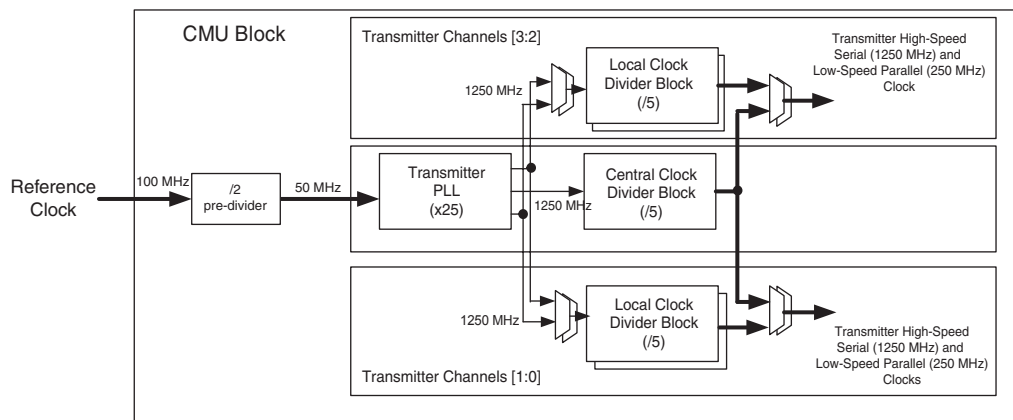 CMU Block
Transmitter Channels [3:2]
1250 MHz
Local Clock
Divider Block
(/5)
Transmitter High-Speed
Serial (1250 MHz) and
Low-Speed Parallel (250 MHz)
Clock
Reference
Clock
100 MHz
/2
pre-divider
50 MHz
Transmitter
PLL
(x25)
1250 MHz
Central Clock
Divider Block
(/5)
1250 MHz
Local Clock
Divider Block
(/5)
Transmitter High-Speed
Serial (1250 MHz) and
Low-Speed Parallel (250 MHz)
Clocks
Transmitter Channels [1:0]